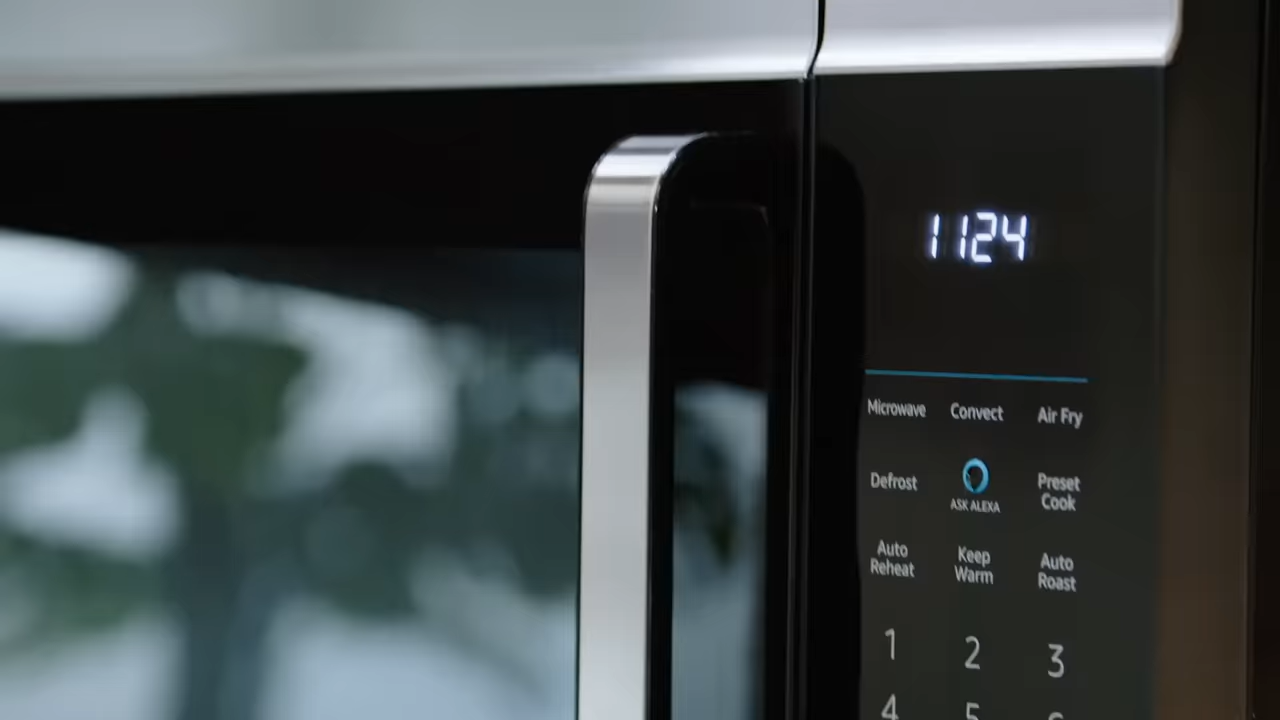 1124
Microwave Convect Air Fry
Defrost ASK ALEXA Preset
Cook
Auto
Reheat
Keep
Warm
Auto
Roast
1 2 3
4 5 6